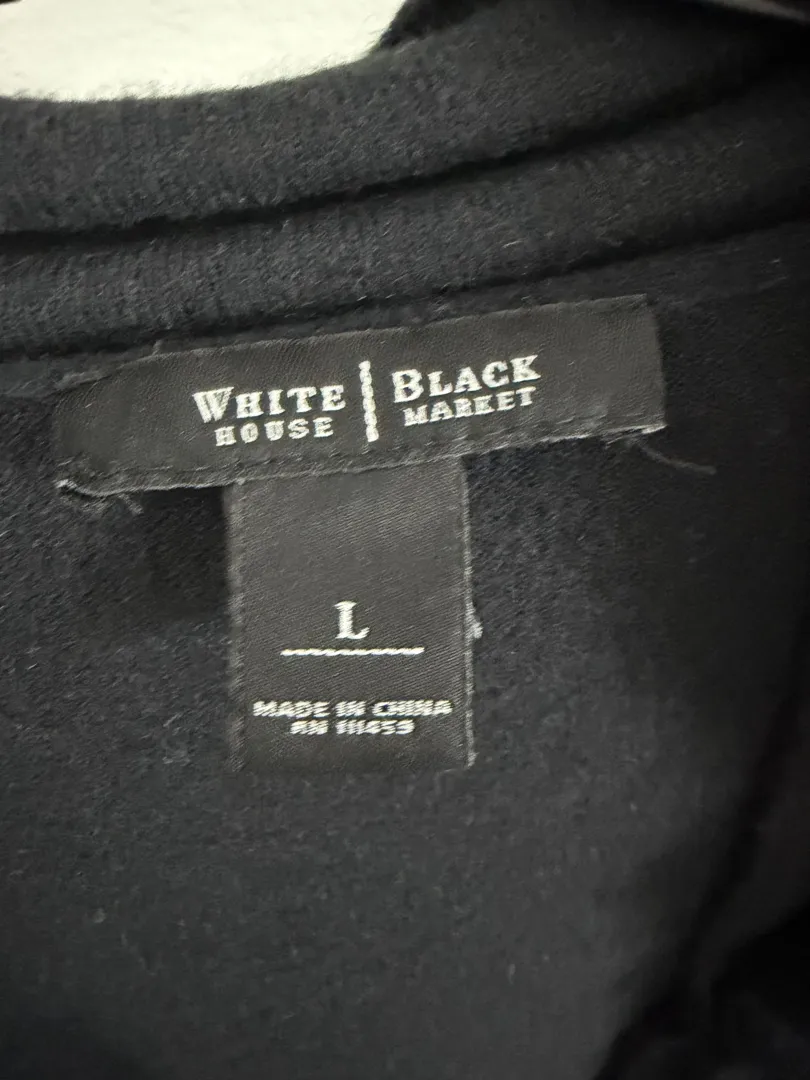 WHITE HOUSE | BLACK MARKET
L
MADE IN CHINA
RN 111453